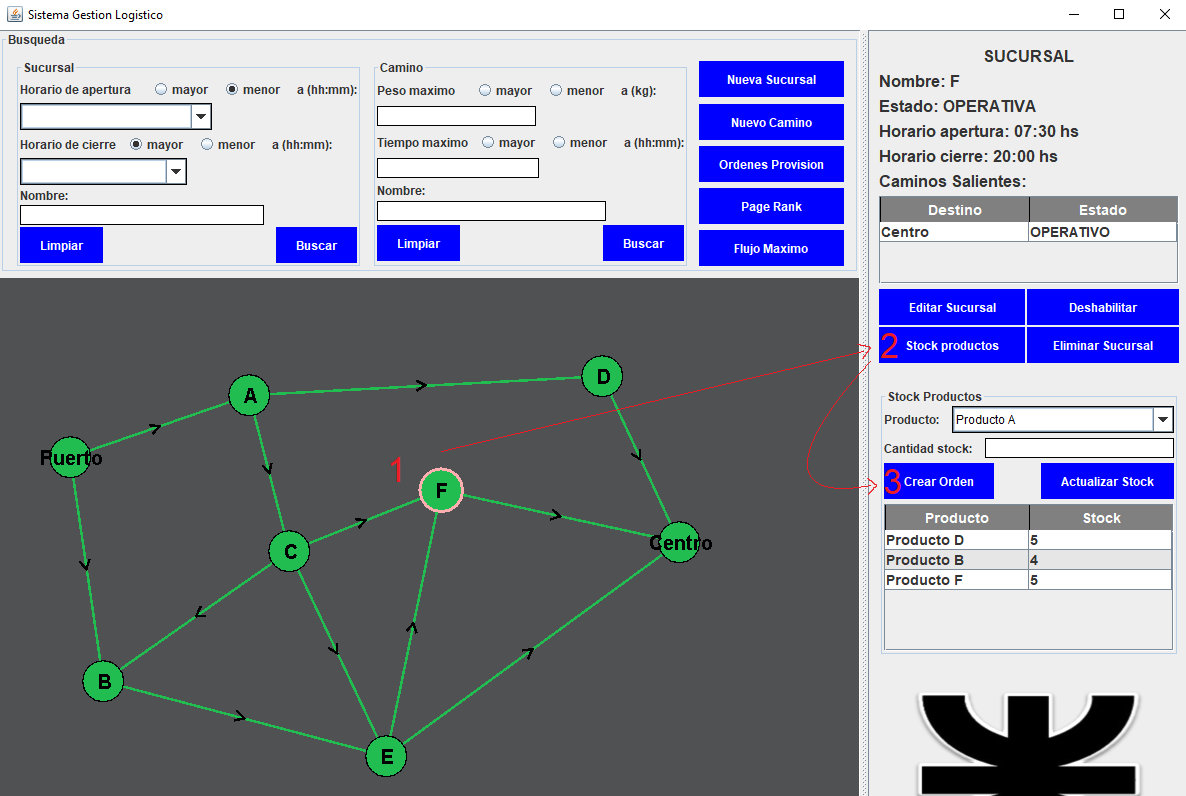 Sistema Gestion Logistico
Busqueda
Sucursal
Horario de apertura mayor menor a (hh:mm):
Horario de cierre mayor menor a (hh:mm):
Nombre:
Limpiar Buscar
Camino
Peso maximo mayor menor a (kg):
Tiempo maximo mayor menor a (hh:mm):
Nombre:
Limpiar Buscar
Nueva Sucursal
Nuevo Camino
Ordenes Provision
Page Rank
Flujo Maximo
A
D
Puerto
1
F
C
Centro
B
E
SUCURSAL
Nombre: F
Estado: OPERATIVA
Horario apertura: 07:30 hs
Horario cierre: 20:00 hs
Caminos Salientes:
Destino Estado
Centro OPERATIVO
Editar Sucursal Deshabilitar
2 Stock productos Eliminar Sucursal
Stock Productos
Producto: Producto A
Cantidad stock:
3 Crear Orden Actualizar Stock
Producto Stock
Producto D 5
Producto B 4
Producto F 5